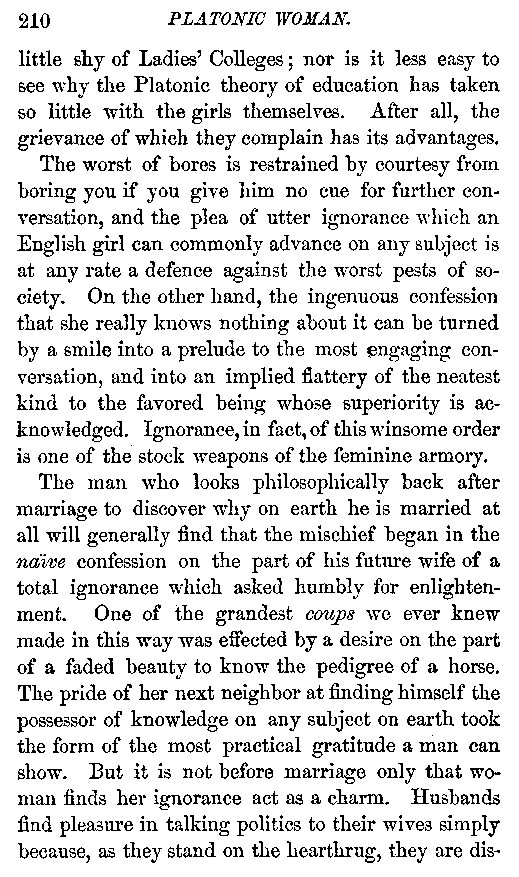 210 PLATONIC WOMAN.
little shy of Ladies' Colleges; nor is it less easy to
see why the Platonic theory of education has taken
so little with the girls themselves. After all, the
grievance of which they complain has its advantages.
The worst of bores is restrained by courtesy from
boring you if you give him no cue for further con-
versation, and the plea of utter ignorance which an
English girl can commonly advance on any subject is
at any rate a defence against the worst pests of so-
ciety. On the other hand, the ingenuous confession
that she really knows nothing about it can be turned
by a smile into a prelude to the most engaging con-
versation, and into an implied flattery of the neatest
kind to the favored being whose superiority is ac-
knowledged. Ignorance, in fact, of this winsome order
is one of the stock weapons of the feminine armory.
The man who looks philosophically back after
marriage to discover why on earth he is married at
all will generally find that the mischief began in the
naïve confession on the part of his future wife of a
total ignorance which asked humbly for enlighten-
ment. One of the grandest coups we ever knew
made in this way was effected by a desire on the part
of a faded beauty to know the pedigree of a horse.
The pride of her next neighbor at finding himself the
possessor of knowledge on any subject on earth took
the form of the most practical gratitude a man can
show. But it is not before marriage only that wo-
man finds her ignorance act as a charm. Husbands
find pleasure in talking politics to their wives simply
because, as they stand on the hearthrug, they are dis-